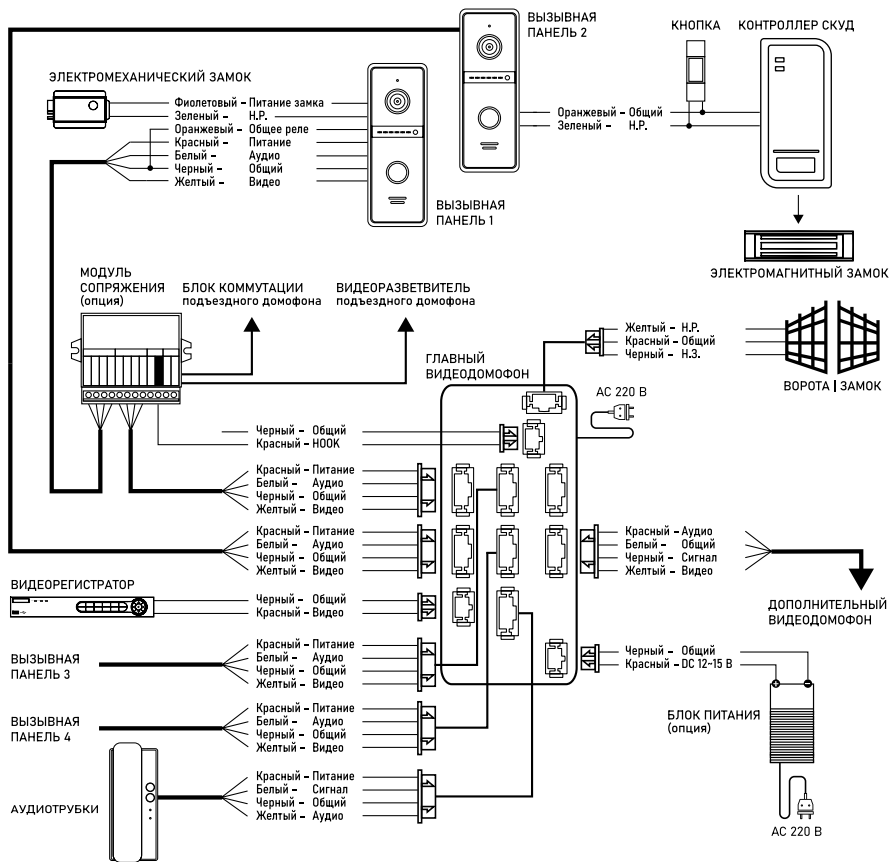 ВЫЗЫВНАЯ
ПАНЕЛЬ 2
КНОПКА
КОНТРОЛЛЕР СКУД
ЭЛЕКТРОМЕХАНИЧЕСКИЙ ЗАМОК
Фиолетовый – Питание замка
Зеленый – Н.Р.
Оранжевый – Общее реле
Красный – Питание
Белый – Аудио
Черный – Общий
Желтый – Видео
Оранжевый – Общий
Зеленый – Н.Р.
ВЫЗЫВНАЯ
ПАНЕЛЬ 1
ЭЛЕКТРОМАГНИТНЫЙ ЗАМОК
МОДУЛЬ
СОПРЯЖЕНИЯ
(опция)
БЛОК КОММУТАЦИИ
подъездного домофона
ВИДЕОРАЗВЕТВИТЕЛЬ
подъездного домофона
Желтый – Н.Р.
Красный – Общий
Черный – Н.З.
ВОРОТА | ЗАМОК
ГЛАВНЫЙ
ВИДЕОДОМОФОН
AC 220 В
Черный – Общий
Красный – HOOK
Красный – Питание
Белый – Аудио
Черный – Общий
Желтый – Видео
Красный – Питание
Белый – Аудио
Черный – Общий
Желтый – Видео
Красный – Аудио
Белый – Общий
Черный – Сигнал
Желтый – Видео
ДОПОЛНИТЕЛЬНЫЙ
ВИДЕОДОМОФОН
ВИДЕОРЕГИСТРАТОР
Черный – Общий
Красный – Видео
ВЫЗЫВНАЯ
ПАНЕЛЬ 3
Красный – Питание
Белый – Аудио
Черный – Общий
Желтый – Видео
Черный – Общий
Красный – DC 12~15 В
БЛОК ПИТАНИЯ
(опция)
AC 220 В
ВЫЗЫВНАЯ
ПАНЕЛЬ 4
Красный – Питание
Белый – Аудио
Черный – Общий
Желтый – Видео
АУДИОТРУБКИ
Красный – Питание
Белый – Сигнал
Черный – Общий
Желтый – Аудио